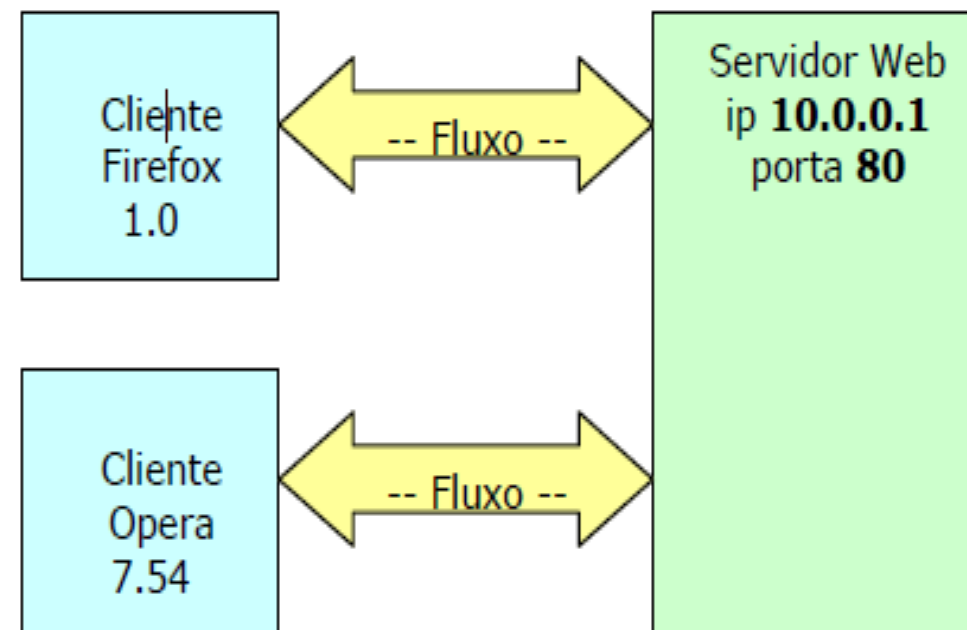 Cliente
Firefox
1.0
-- Fluxo --
Servidor Web
ip 10.0.0.1
porta 80
Cliente
Opera
7.54
-- Fluxo --